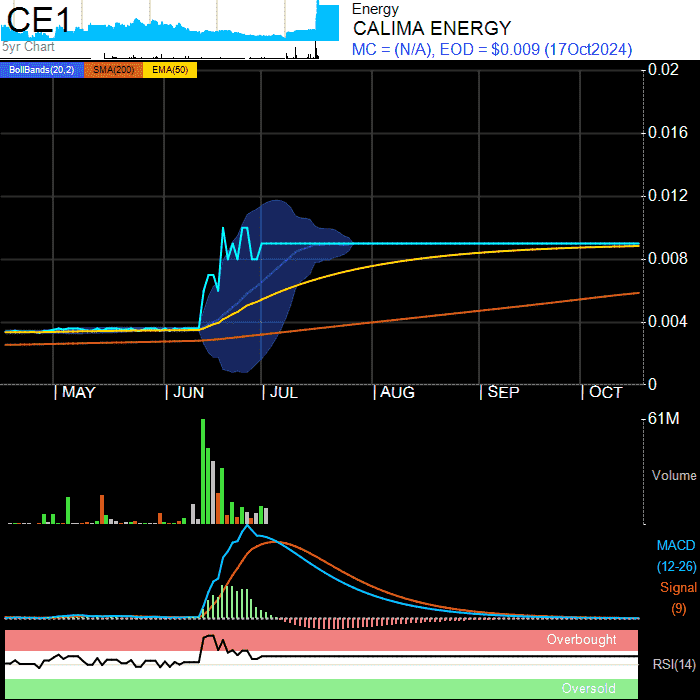 CE1
5yr Chart
Energy
CALIMA ENERGY
MC = (N/A), EOD = $0.009 (17Oct2024)
BollBands(20,2) SMA(200) EMA(50)
0.02
0.016
0.012
0.008
0.004
0
MAY JUN JUL AUG SEP OCT
61M
Volume
MACD
(12-26)
Signal
(9)
Overbought
RSI(14)
Oversold